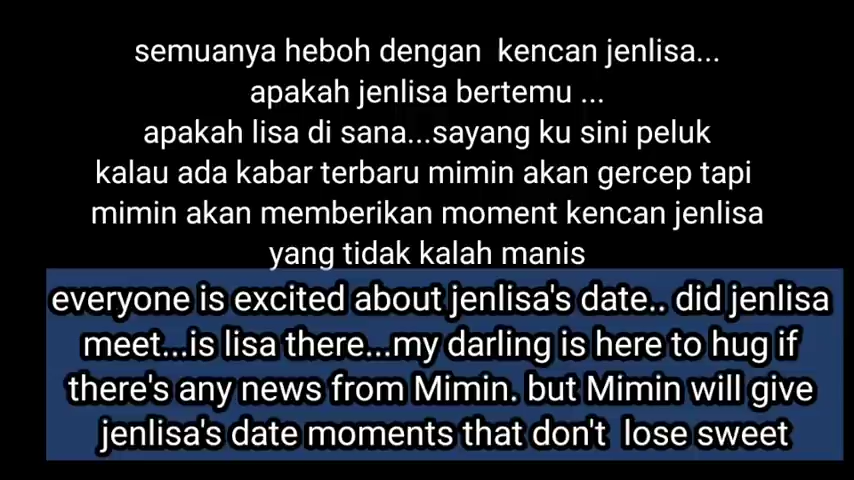 semuanya heboh dengan kencan jenlisa...
apakah jenlisa bertemu ...
apakah lisa di sana...sayang ku sini peluk
kalau ada kabar terbaru mimin akan gercep tapi
mimin akan memberikan moment kencan jenlisa
yang tidak kalah manis
everyone is excited about jenlisa's date.. did jenlisa
meet...is lisa there...my darling is here to hug if
there's any news from Mimin. but Mimin will give
jenlisa's date moments that don't lose sweet